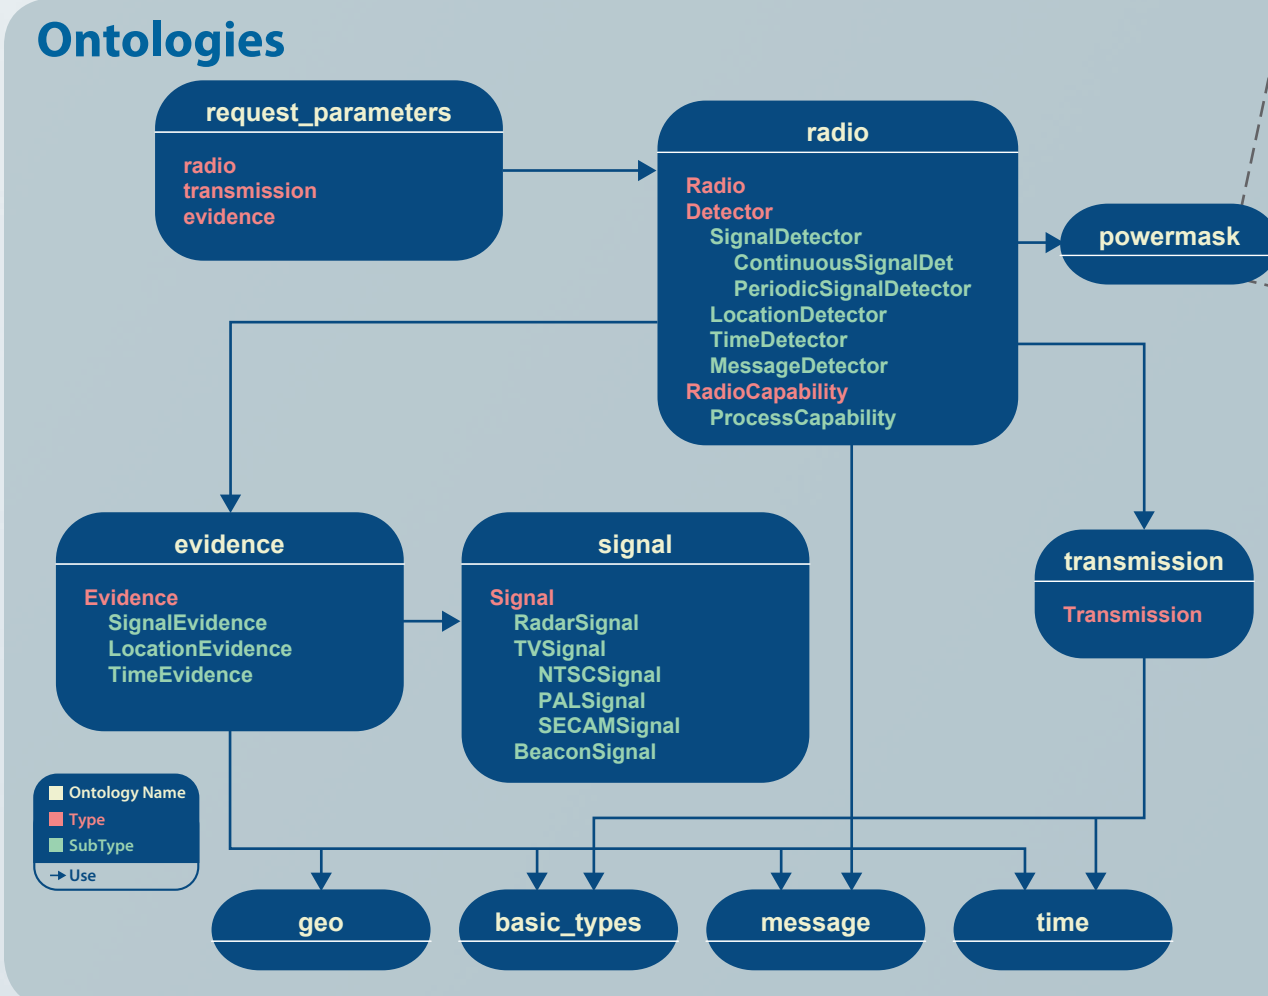 Ontologies
request_parameters
radio
transmission
evidence
radio
Radio
Detector
SignalDetector
ContinuousSignalDet
PeriodicSignalDetector
LocationDetector
TimeDetector
MessageDetector
RadioCapability
ProcessCapability
powermask
evidence
Evidence
SignalEvidence
LocationEvidence
TimeEvidence
signal
Signal
RadarSignal
TVSignal
NTSCSignal
PALSignal
SECAMSignal
BeaconSignal
transmission
Transmission
Ontology Name
Type
SubType
Use
geo
basic_types
message
time